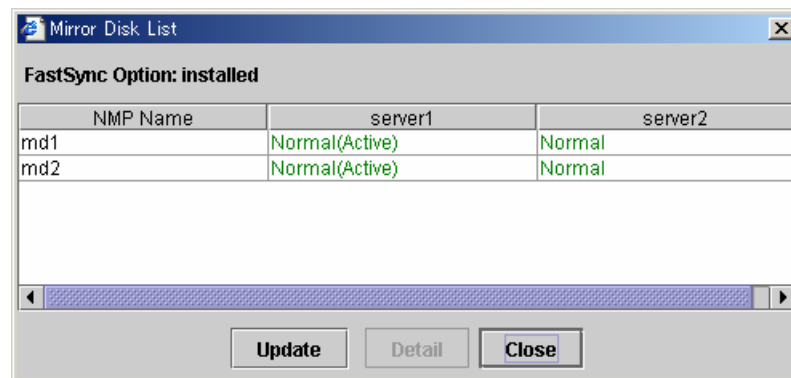 Mirror Disk List
FastSync Option: installed
NMP Name server1 server2
md1 Normal(Active) Normal
md2 Normal(Active) Normal
Update Detail Close